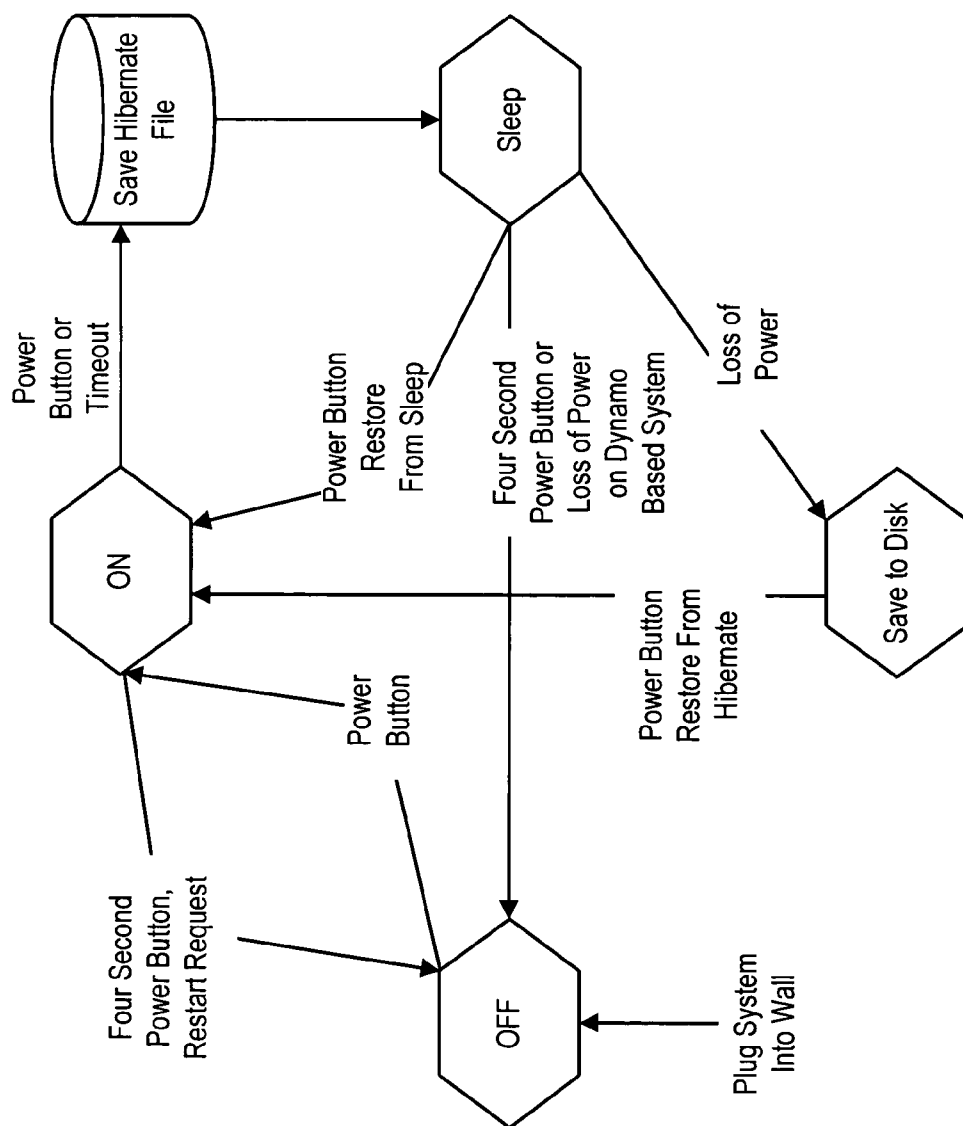 Power
Button or
Timeout
Four Second
Power Button,
Restart Request
ON
Save Hibernate
File
Power
Button
Power Button
Restore
From Sleep
OFF
Four Second
Power Button or
Loss of Power
on Dynamo
Based System
Sleep
Plug System
Into Wall
Power Button
Restore From
Hibernate
Loss of
Power
Save to Disk